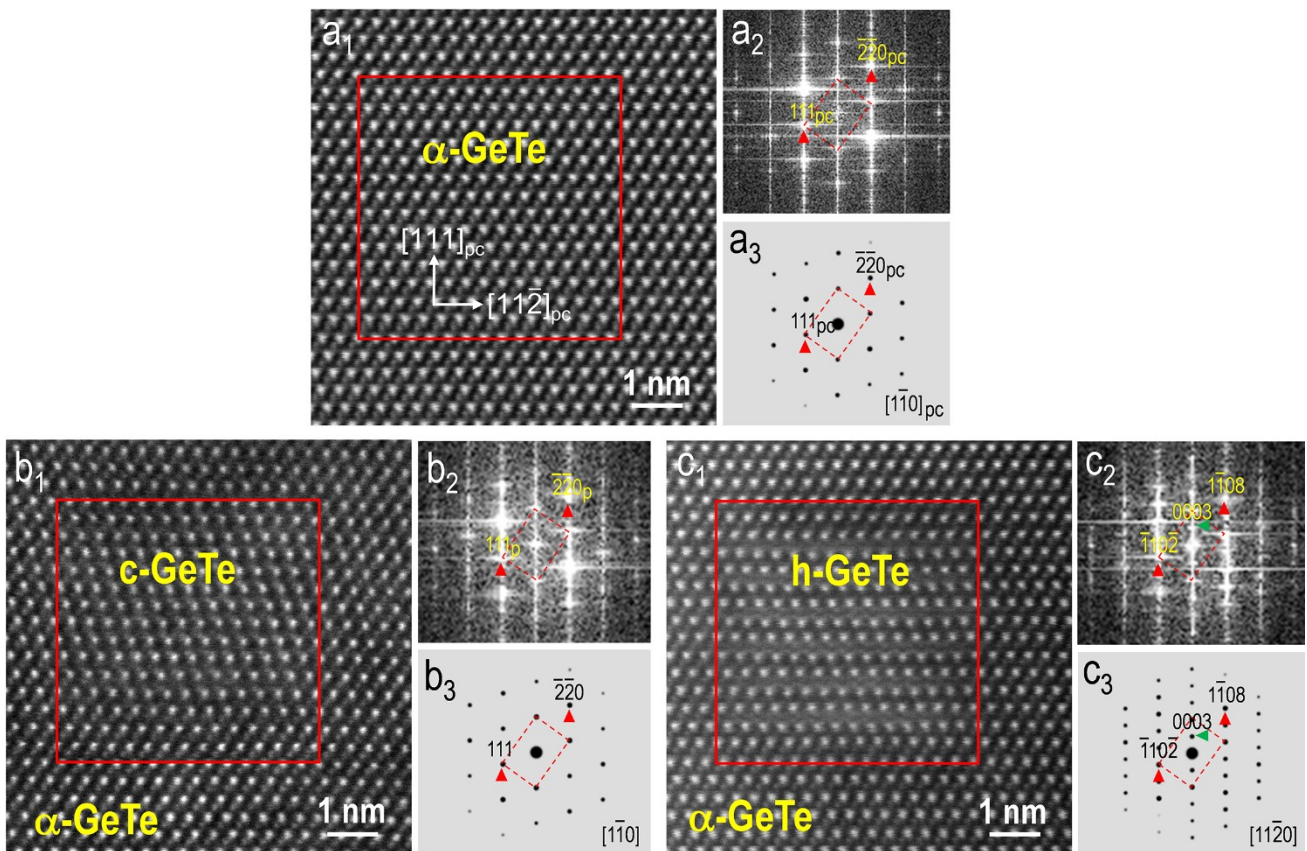 a₁
α-GeTe
[111]pc
[112̅]pc
1 nm
a₂
2̅2̅0pc
111pc
a₃
2̅2̅0pc
111pc
[11̅0]pc
b₁
c-GeTe
α-GeTe
1 nm
b₂
2̅2̅0p
111p
b₃
2̅2̅0
111
[11̅0]
c₁
h-GeTe
α-GeTe
1 nm
c₂
11̅08
0003
1̅102̅
c₃
11̅08
0003
1̅102̅
[112̅0]